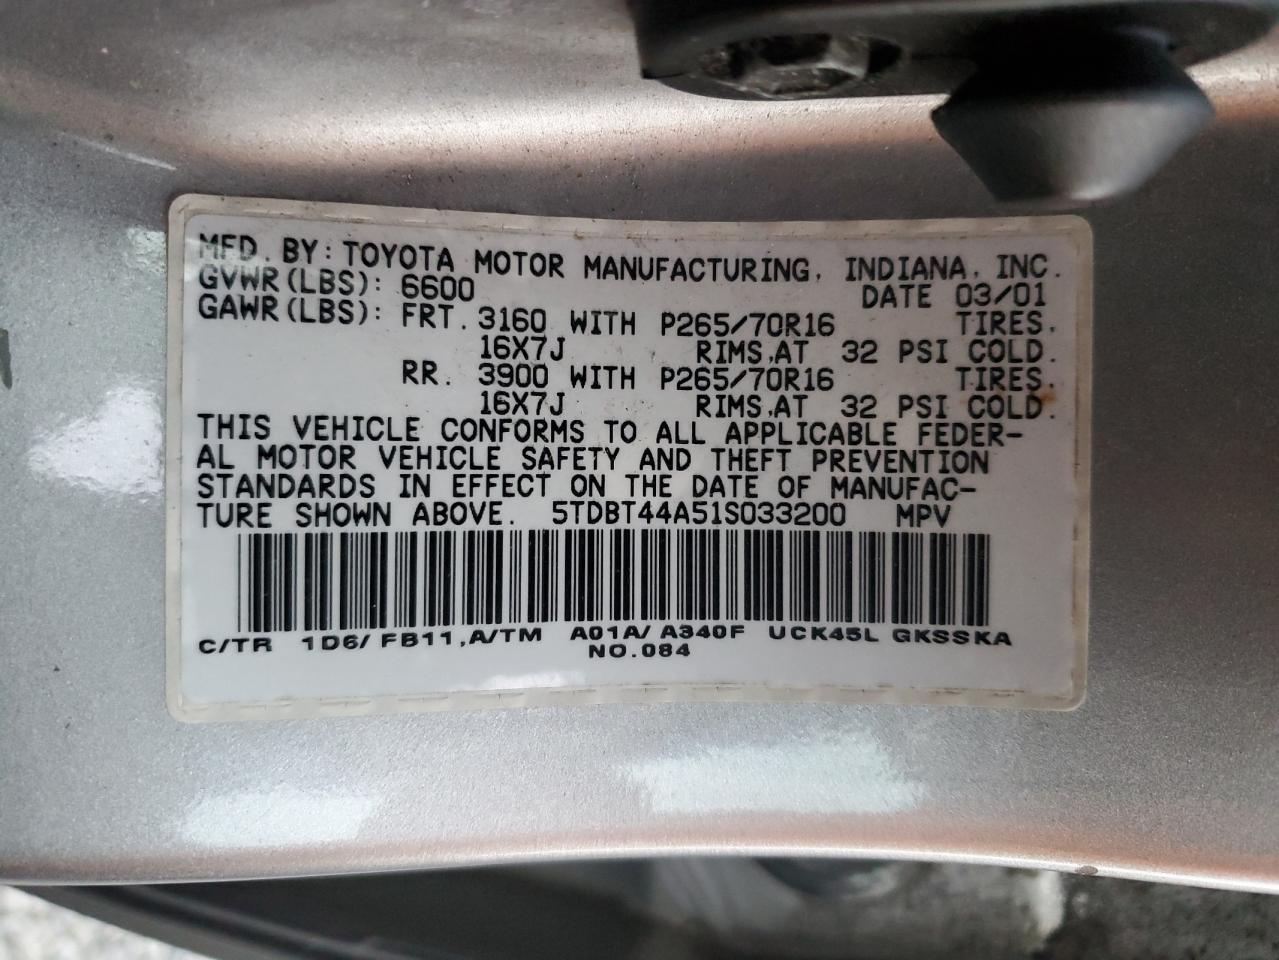 MFD. BY: TOYOTA MOTOR MANUFACTURING, INDIANA, INC.
GVWR(LBS): 6600 DATE 03/01
GAWR(LBS): FRT. 3160 WITH P265/70R16 TIRES.
16X7J RIMS,AT 32 PSI COLD.
RR. 3900 WITH P265/70R16 TIRES.
16X7J RIMS,AT 32 PSI COLD.
THIS VEHICLE CONFORMS TO ALL APPLICABLE FEDER-
AL MOTOR VEHICLE SAFETY AND THEFT PREVENTION
STANDARDS IN EFFECT ON THE DATE OF MANUFAC-
TURE SHOWN ABOVE. 5TDBT44A51S033200 MPV
C/TR 1D6/ FB11,A/TM A01A/ A340F UCK45L GKSSKA
NO.084